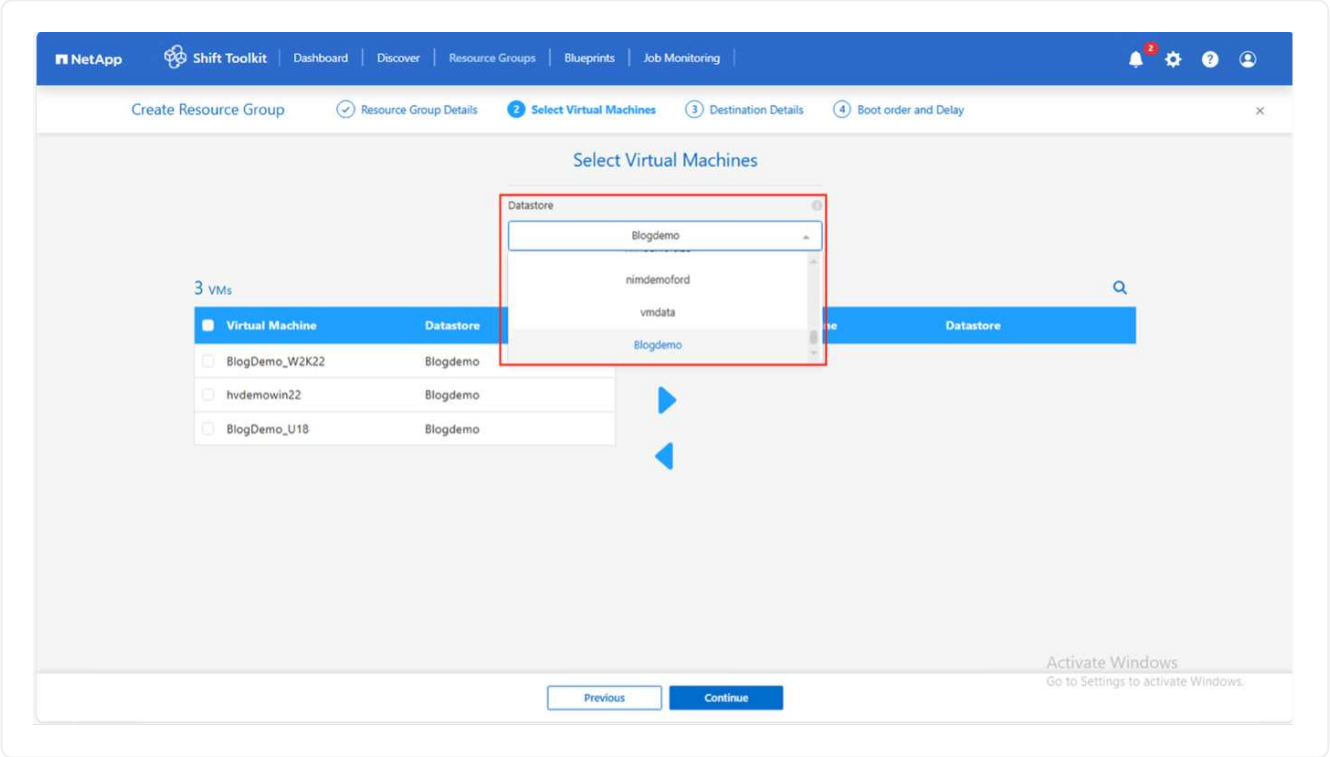 NetApp Shift Toolkit Dashboard Discover Resource Groups Blueprints Job Monitoring 2 ?
Create Resource Group Resource Group Details 2 Select Virtual Machines 3 Destination Details 4 Boot order and Delay ×
Select Virtual Machines
Datastore
Blogdemo
nimdemoford
vmdata
Blogdemo
3 VMs
Virtual Machine Datastore
BlogDemo_W2K22 Blogdemo
hvdemowin22 Blogdemo
BlogDemo_U18 Blogdemo
ne Datastore
Activate Windows
Go to Settings to activate Windows.
Previous Continue